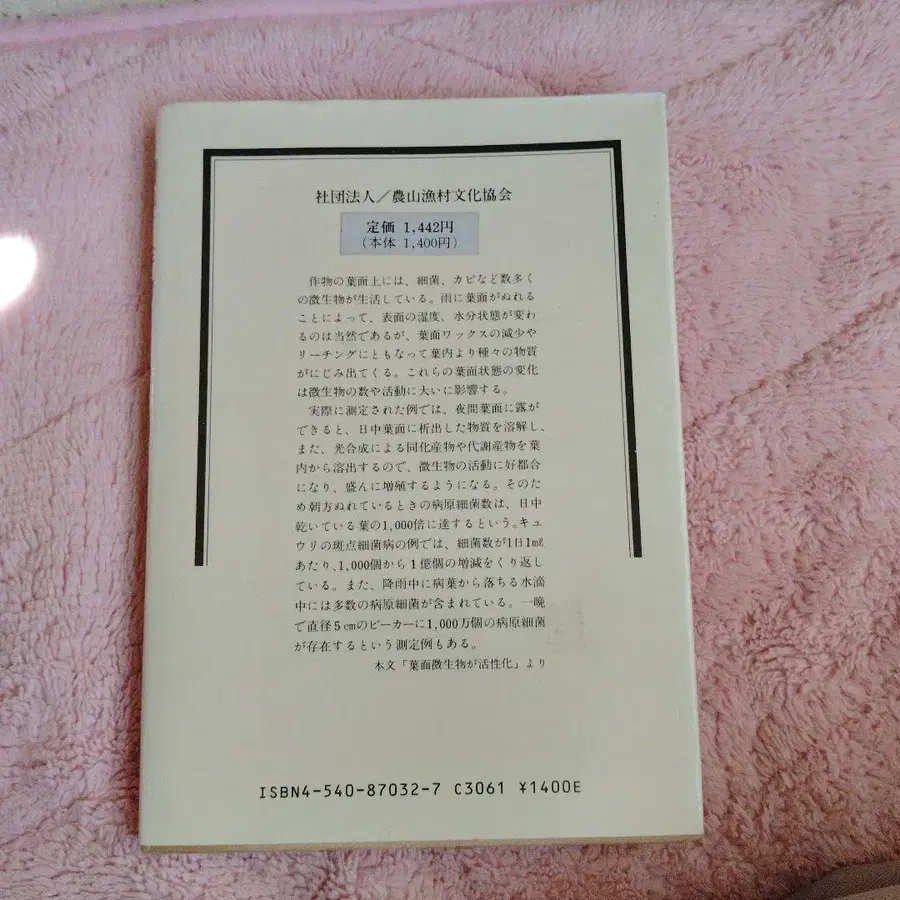 社団法人／農山漁村文化協会
定価 1,442円
（本体 1,400円）
作物の葉面上には、細菌、カビなど数多く
の微生物が生活している。雨に葉面がぬれる
ことによって、表面の湿度、水分状態が変わ
るのは当然であるが、葉面ワックスの減少や
リーチングにともなって葉内より種々の物質
がにじみ出てくる。これらの葉面状態の変化
は微生物の数や活動に大いに影響する。
実際に測定された例では、夜間葉面に露が
できると、日中葉面に析出した物質を溶解し、
また、光合成による同化産物や代謝産物を葉
内から溶出するので、微生物の活動に好都合
になり、盛んに増殖するようになる。そのた
め朝方ぬれているときの病原細菌数は、日中
乾いている葉の1,000倍に達するという。キュ
ウリの斑点細菌病の例では、細菌数が1日1㎖
あたり、1,000個から1億個の増減をくり返し
ている。また、降雨中に病葉から落ちる水滴
中には多数の病原細菌が含まれている。一晩
で直径5㎝のビーカーに1,000万個の病原細菌
が存在するという測定例もある。
本文「葉面微生物が活性化」より
ISBN4-540-87032-7 C3061 ¥1400E